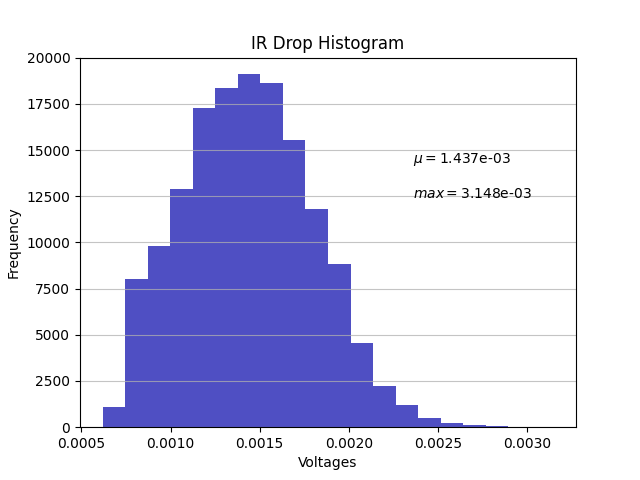 IR Drop Histogram
20000
17500
15000
12500
10000
7500
5000
2500
0
Frequency
μ = 1.437e-03
max = 3.148e-03
0.0005 0.0010 0.0015 0.0020 0.0025 0.0030
Voltages